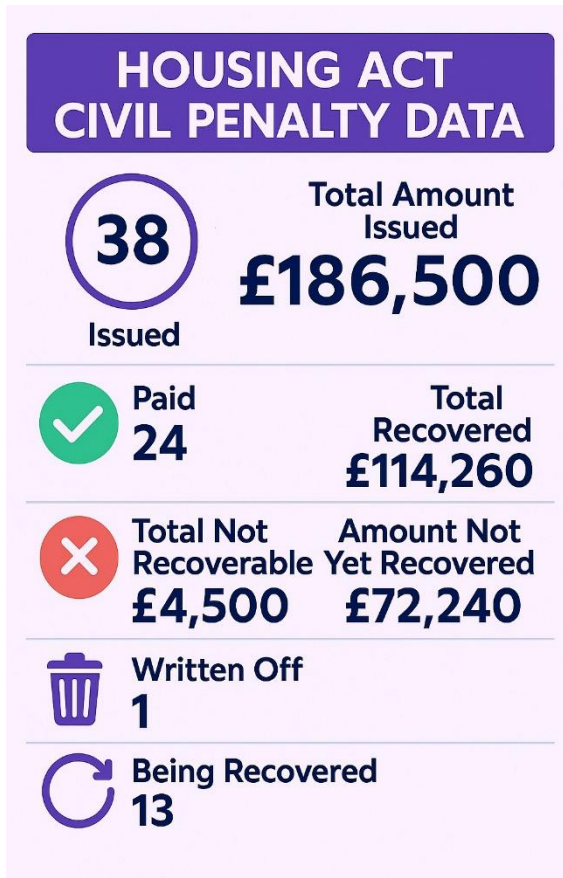 HOUSING ACT
CIVIL PENALTY DATA
38
Issued
Total Amount
Issued
£186,500
Paid
24
Total
Recovered
£114,260
Total Not
Recoverable
£4,500
Amount Not
Yet Recovered
£72,240
Written Off
1
Being Recovered
13